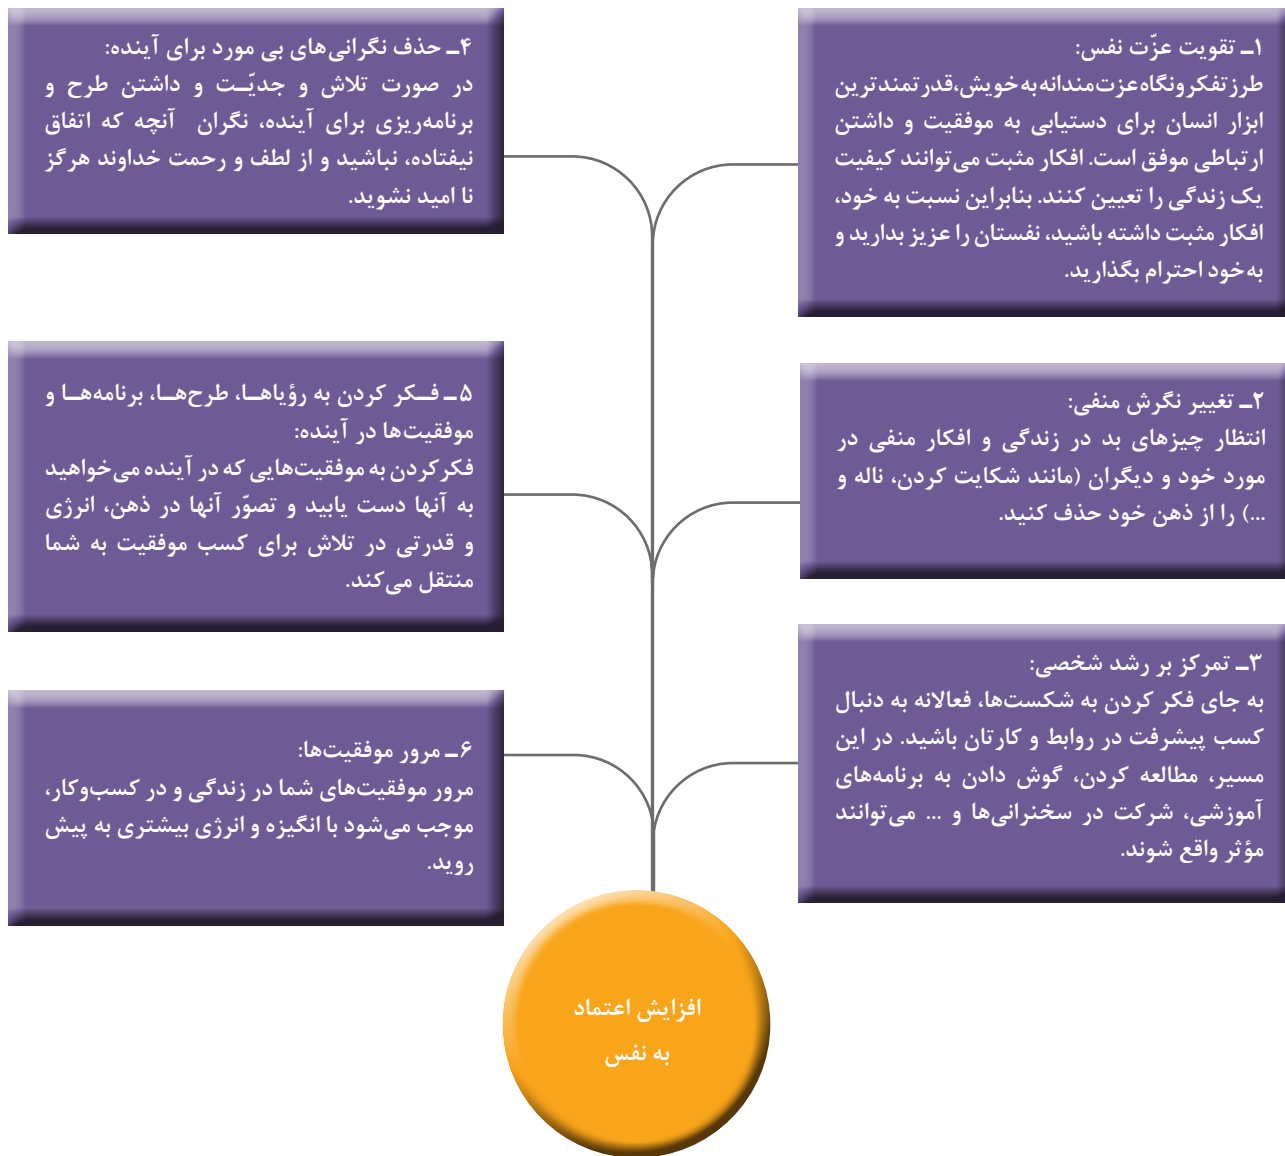 ۱ــ تقویت عزّت نفس:
طرز تفکر و نگاه عزت‌مندانه به خویش، قدرتمندترین
ابزار انسان برای دستیابی به موفقیت و داشتن
ارتباطی موفق است. افکار مثبت می‌توانند کیفیت
یک زندگی را تعیین کنند. بنابراین نسبت به خود،
افکار مثبت داشته باشید، نفستان را عزیز بدارید و
به خود احترام بگذارید.
۲ــ تغییر نگرش منفی:
انتظار چیزهای بد در زندگی و افکار منفی در
مورد خود و دیگران (مانند شکایت کردن، ناله و
...) را از ذهن خود حذف کنید.
۳ــ تمرکز بر رشد شخصی:
به جای فکر کردن به شکست‌ها، فعالانه به دنبال
کسب پیشرفت در روابط و کارتان باشید. در این
مسیر، مطالعه کردن، گوش دادن به برنامه‌های
آموزشی، شرکت در سخنرانی‌ها و ... می‌توانند
مؤثر واقع شوند.
۴ــ حذف نگرانی‌های بی مورد برای آینده:
در صورت تلاش و جدیّت و داشتن طرح و
برنامه‌ریزی برای آینده، نگران آنچه که اتفاق
نیفتاده، نباشید و از لطف و رحمت خداوند هرگز
نا امید نشوید.
۵ــ فکر کردن به رؤیاها، طرح‌ها، برنامه‌ها و
موفقیت‌ها در آینده:
فکرکردن به موفقیت‌هایی که در آینده می‌خواهید
به آنها دست یابید و تصوّر آنها در ذهن، انرژی
و قدرتی در تلاش برای کسب موفقیت به شما
منتقل می‌کند.
۶ــ مرور موفقیت‌ها:
مرور موفقیت‌های شما در زندگی و در کسب‌وکار،
موجب می‌شود با انگیزه و انرژی بیشتری به پیش
روید.
افزایش اعتماد
به نفس